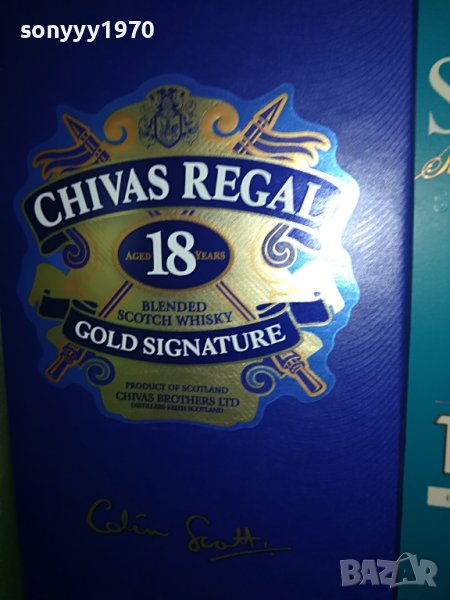 sonyyy1970
CHIVAS REGAL
AGED 18 YEARS
BLENDED
SCOTCH WHISKY
GOLD SIGNATURE
PRODUCT OF SCOTLAND
CHIVAS BROTHERS LTD
DISTILLERS KEITH SCOTLAND
Colin Scott
S
1
BAZAR